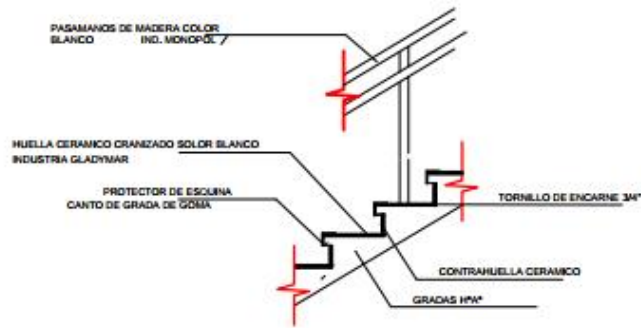 PASAMANOS DE MADERA COLOR
BLANCO IND. MONOPOL
HUELLA CERAMICO CRANIZADO SOLOR BLANCO
INDUSTRIA GLADYMAR
PROTECTOR DE ESQUINA
CANTO DE GRADA DE GOMA
TORNILLO DE ENCARNE 3/4"
CONTRAHUELLA CERAMICO
GRADAS HºAº